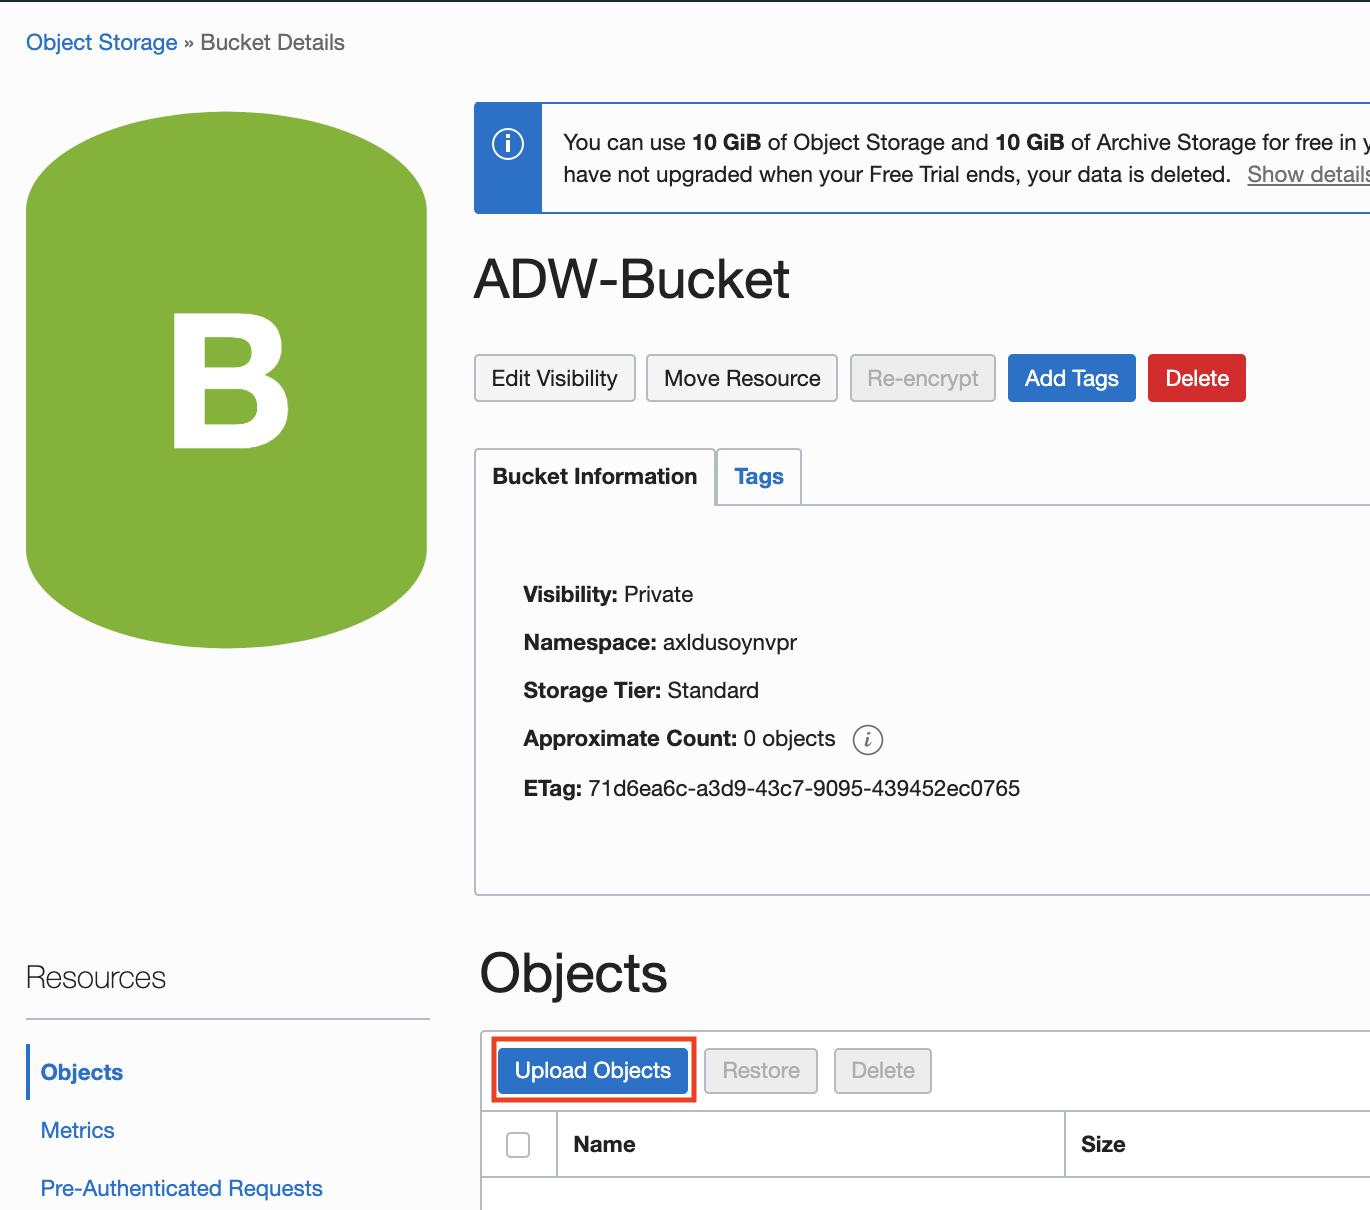 Object Storage » Bucket Details
B
You can use 10 GiB of Object Storage and 10 GiB of Archive Storage for free in
have not upgraded when your Free Trial ends, your data is deleted. Show details
ADW-Bucket
Edit Visibility
Move Resource
Re-encrypt
Add Tags
Delete
Bucket Information
Tags
Visibility: Private
Namespace: axldusoynvpr
Storage Tier: Standard
Approximate Count: 0 objects
ETag: 71d6ea6c-a3d9-43c7-9095-439452ec0765
Resources
Objects
Metrics
Pre-Authenticated Requests
Objects
Upload Objects
Restore
Delete
Name
Size